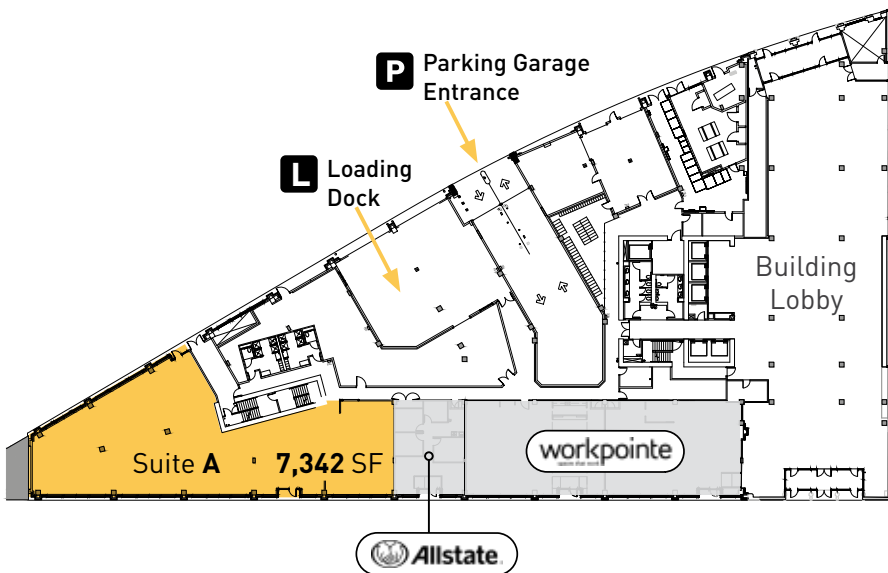 P Parking Garage
Entrance
L Loading
Dock
Building
Lobby
Suite A 7,342 SF
workpointe
Allstate